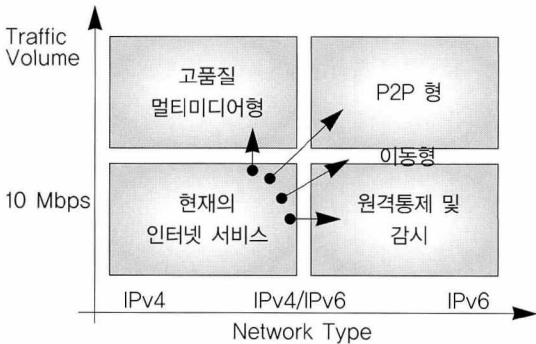 Traffic
Volume
고품질
멀티미디어형
P2P 형
이동형
10 Mbps
현재의
인터넷 서비스
원격통제 및
감시
IPv4
IPv4/IPv6
IPv6
Network Type